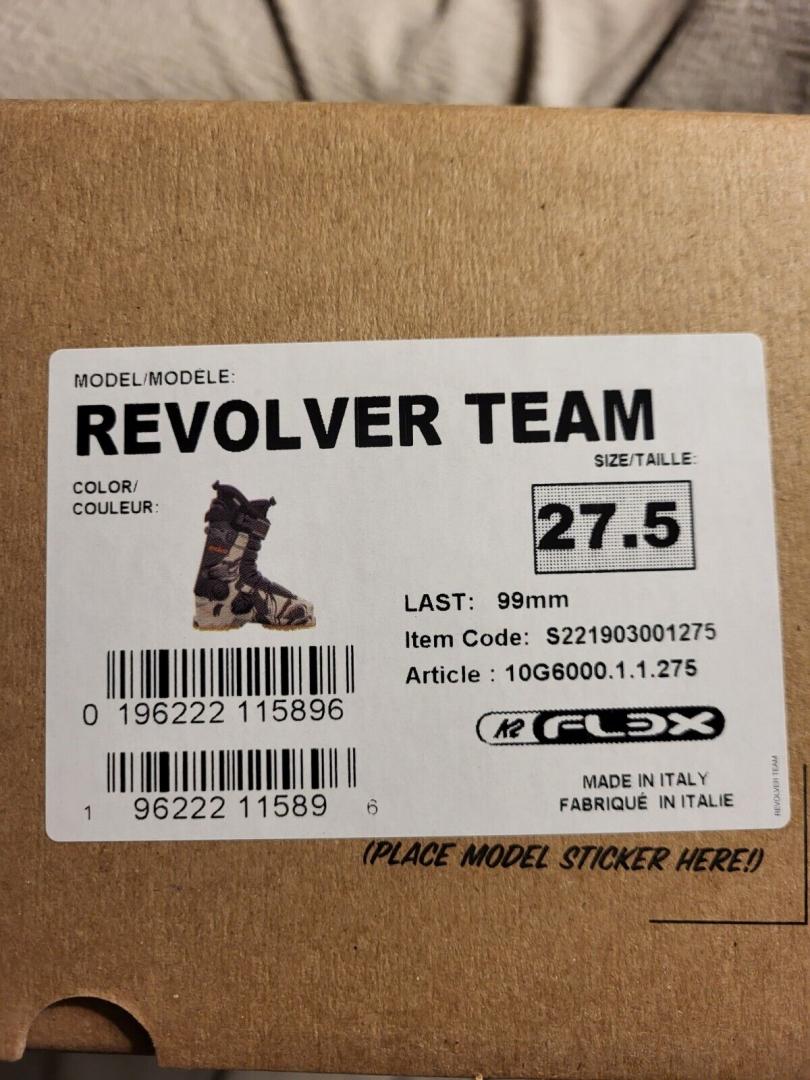 MODEL/MODÈLE:
REVOLVER TEAM
SIZE/TAILLE:
COLOR/
COULEUR:
27.5
LAST: 99mm
Item Code: S221903001275
Article : 10G6000.1.1.275
0 196222 115896
K2 FL3X
1 96222 11589 6
MADE IN ITALY
FABRIQUÉ IN ITALIE
REVOLVER TEAM
(PLACE MODEL STICKER HERE!)